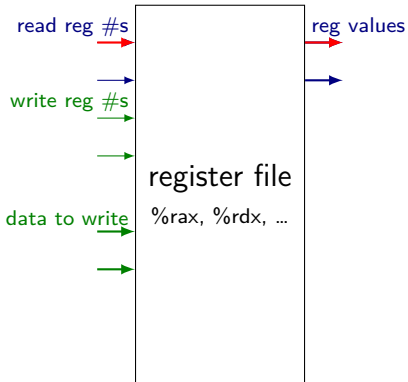 read reg #s
reg values
write reg #s
register file
%rax, %rdx, ...
data to write